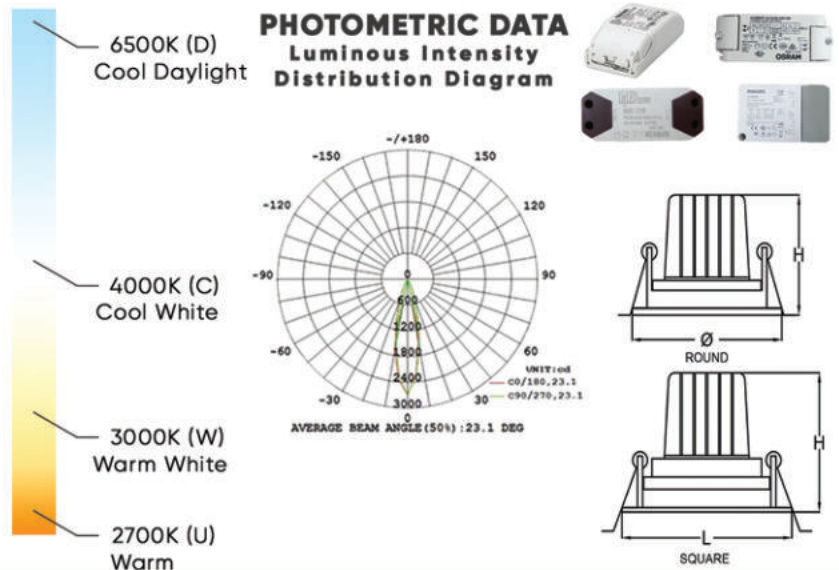 6500K (D)
Cool Daylight
4000K (C)
Cool White
3000K (W)
Warm White
2700K (U)
Warm
PHOTOMETRIC DATA
Luminous Intensity
Distribution Diagram
-/+180
-150
150
-120
120
-90
90
-60
60
-30
30
0
0
600
1200
1800
2400
3000
UNIT:cd
C0/180,23.1
C90/270,23.1
AVERAGE BEAM ANGLE(50%):23.1 DEG
OSRAM
PHILIPS
H
Ø
ROUND
H
L
SQUARE